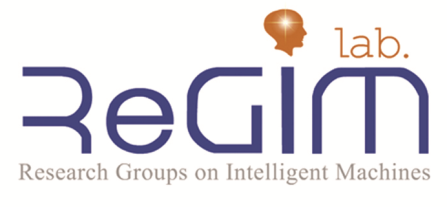 lab.
ReGIM
Research Groups on Intelligent Machines